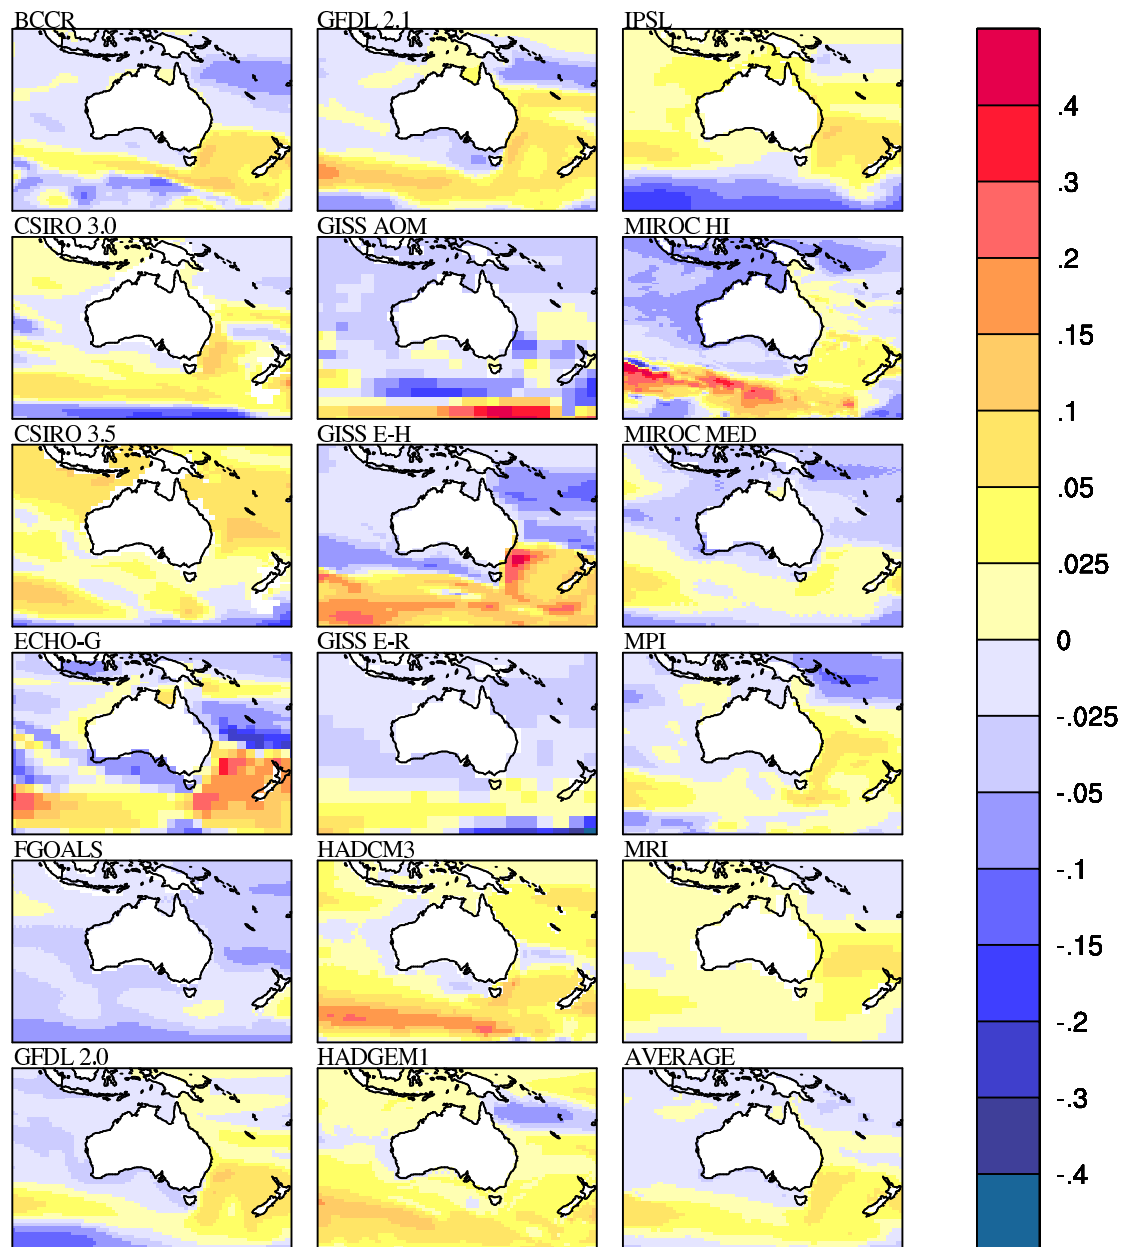 BCCR
GFDL 2.1
IPSL
CSIRO 3.0
GISS AOM
MIROC HI
CSIRO 3.5
GISS E-H
MIROC MED
ECHO-G
GISS E-R
MPI
FGOALS
HADCM3
MRI
GFDL 2.0
HADGEM1
AVERAGE
.4
.3
.2
.15
.1
.05
.025
0
-.025
-.05
-.1
-.15
-.2
-.3
-.4